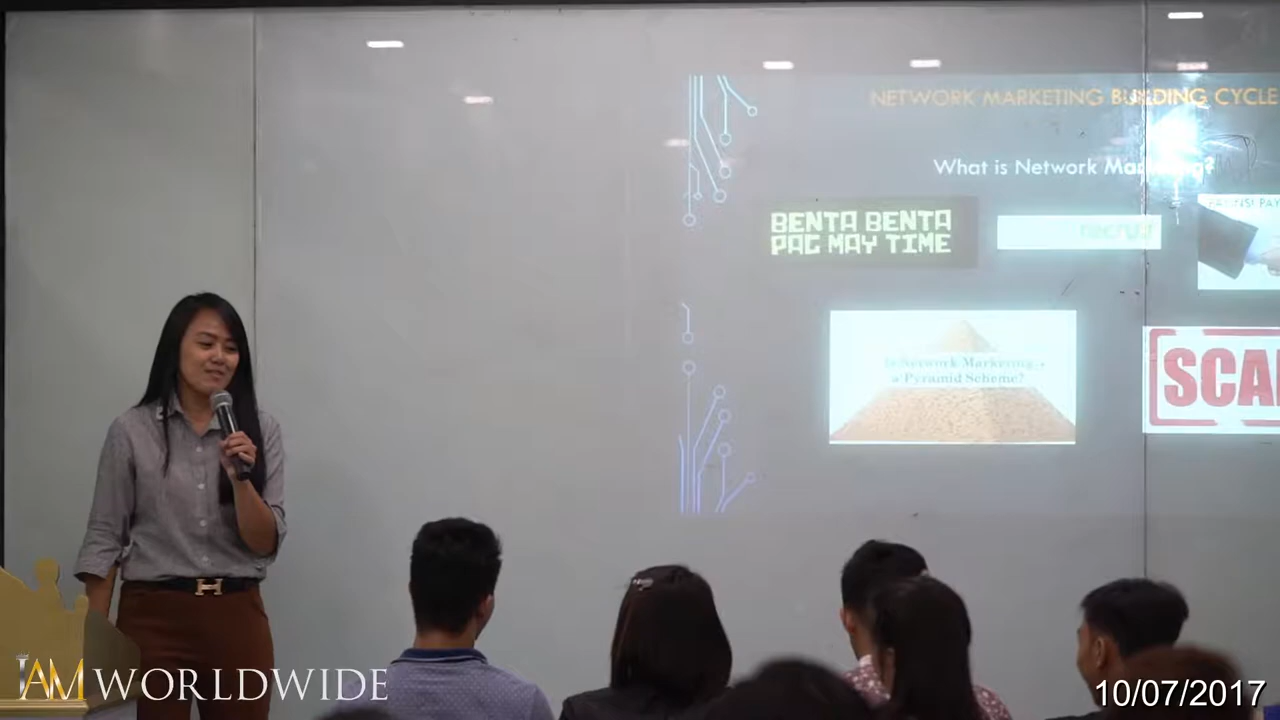 NETWORK MARKETING BUILDING CYCLE
What is Network Marketing?
BENTA BENTA
PAG MAY TIME
Is Network Marketing
a Pyramid Scheme?
SCA
IAM WORLDWIDE
10/07/2017